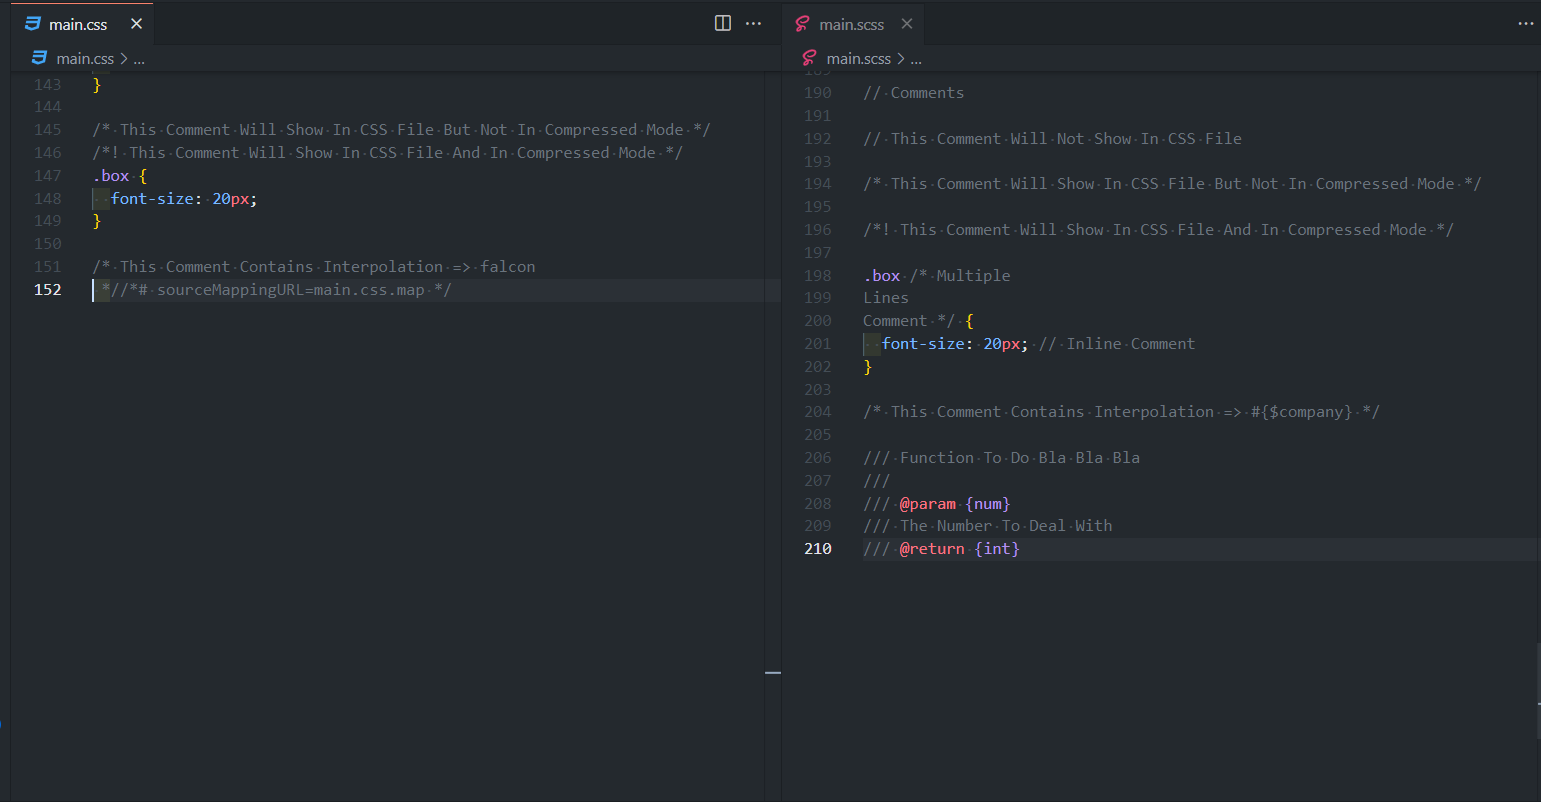 main.css
main.css > ...
143 }
144
145 /* This Comment Will Show In CSS File But Not In Compressed Mode */
146 /*! This Comment Will Show In CSS File And In Compressed Mode */
147 .box {
148   font-size: 20px;
149 }
150
151 /* This Comment Contains Interpolation => falcon
152  *//*# sourceMappingURL=main.css.map */
main.scss
main.scss > ...
189
190 // Comments
191
192 // This Comment Will Not Show In CSS File
193
194 /* This Comment Will Show In CSS File But Not In Compressed Mode */
195
196 /*! This Comment Will Show In CSS File And In Compressed Mode */
197
198 .box /* Multiple
199 Lines
200 Comment */ {
201   font-size: 20px; // Inline Comment
202 }
203
204 /* This Comment Contains Interpolation => #{$company} */
205
206 /// Function To Do Bla Bla Bla
207 ///
208 /// @param {num}
209 /// The Number To Deal With
210 /// @return {int}